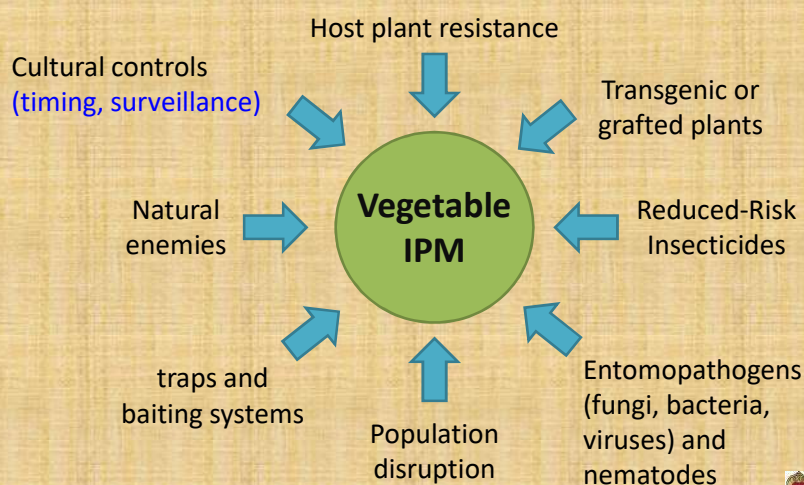 Host plant resistance
Cultural controls
(timing, surveillance)
Transgenic or
grafted plants
Natural
enemies
Vegetable
IPM
Reduced-Risk
Insecticides
traps and
baiting systems
Population
disruption
Entomopathogens
(fungi, bacteria,
viruses) and
nematodes